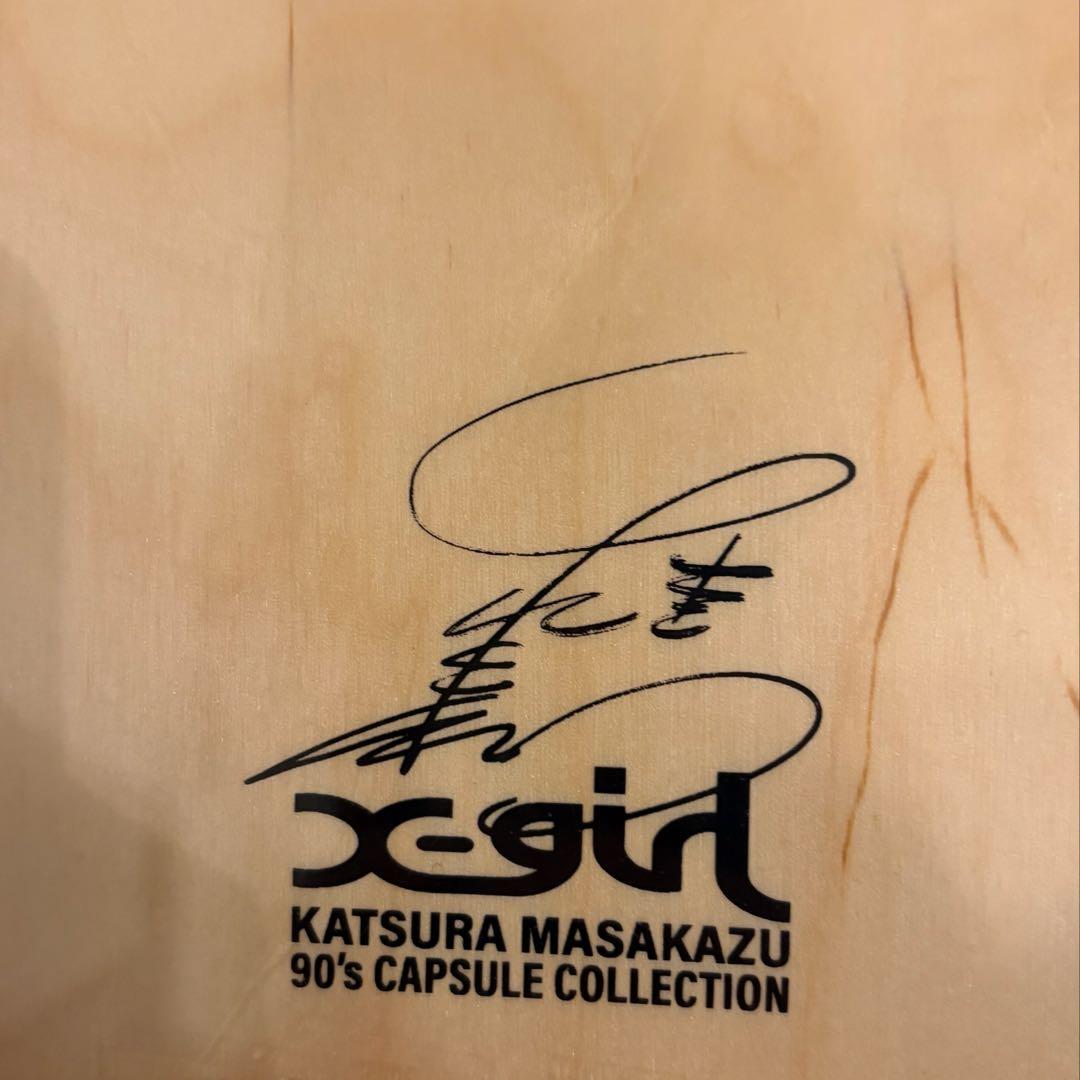 X-girl
KATSURA MASAKAZU
90's CAPSULE COLLECTION